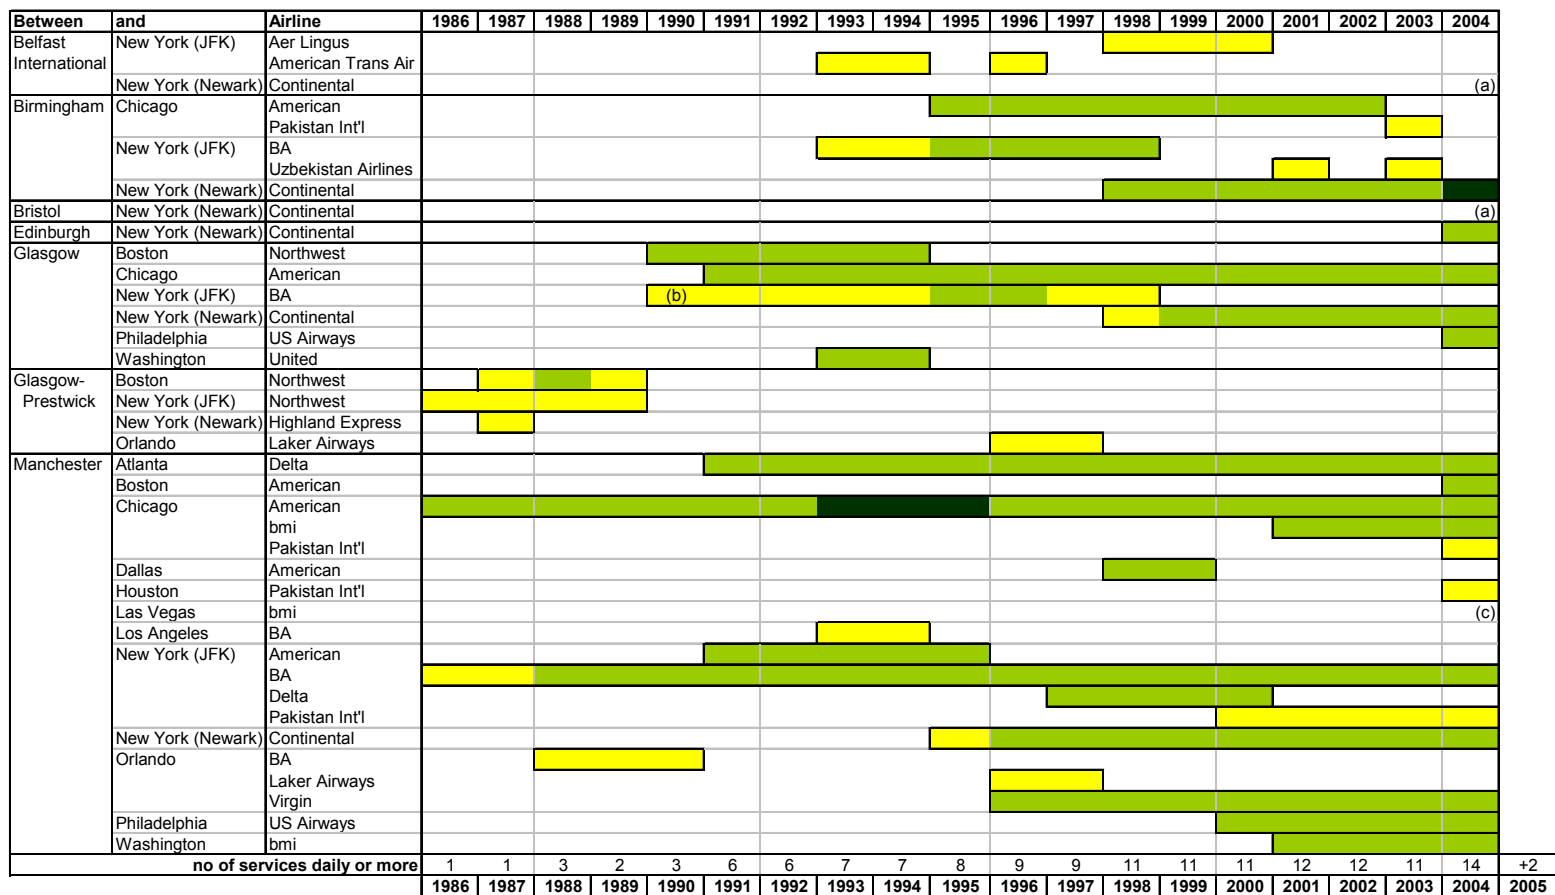 Between and Airline 1986 1987 1988 1989 1990 1991 1992 1993 1994 1995 1996 1997 1998 1999 2000 2001 2002 2003 2004
Belfast New York (JFK) Aer Lingus
International American Trans Air
New York (Newark) Continental (a)
Birmingham Chicago American
Pakistan Int'l
New York (JFK) BA
Uzbekistan Airlines
New York (Newark) Continental
Bristol New York (Newark) Continental (a)
Edinburgh New York (Newark) Continental
Glasgow Boston Northwest
Chicago American
New York (JFK) BA (b)
New York (Newark) Continental
Philadelphia US Airways
Washington United
Glasgow- Boston Northwest
Prestwick New York (JFK) Northwest
New York (Newark) Highland Express
Orlando Laker Airways
Manchester Atlanta Delta
Boston American
Chicago American
bmi
Pakistan Int'l
Dallas American
Houston Pakistan Int'l
Las Vegas bmi (c)
Los Angeles BA
New York (JFK) American
BA
Delta
Pakistan Int'l
New York (Newark) Continental
Orlando BA
Laker Airways
Virgin
Philadelphia US Airways
Washington bmi
no of services daily or more 1 1 3 2 3 6 6 7 7 8 9 9 11 11 11 12 12 11 14 +2
1986 1987 1988 1989 1990 1991 1992 1993 1994 1995 1996 1997 1998 1999 2000 2001 2002 2003 2004 2005